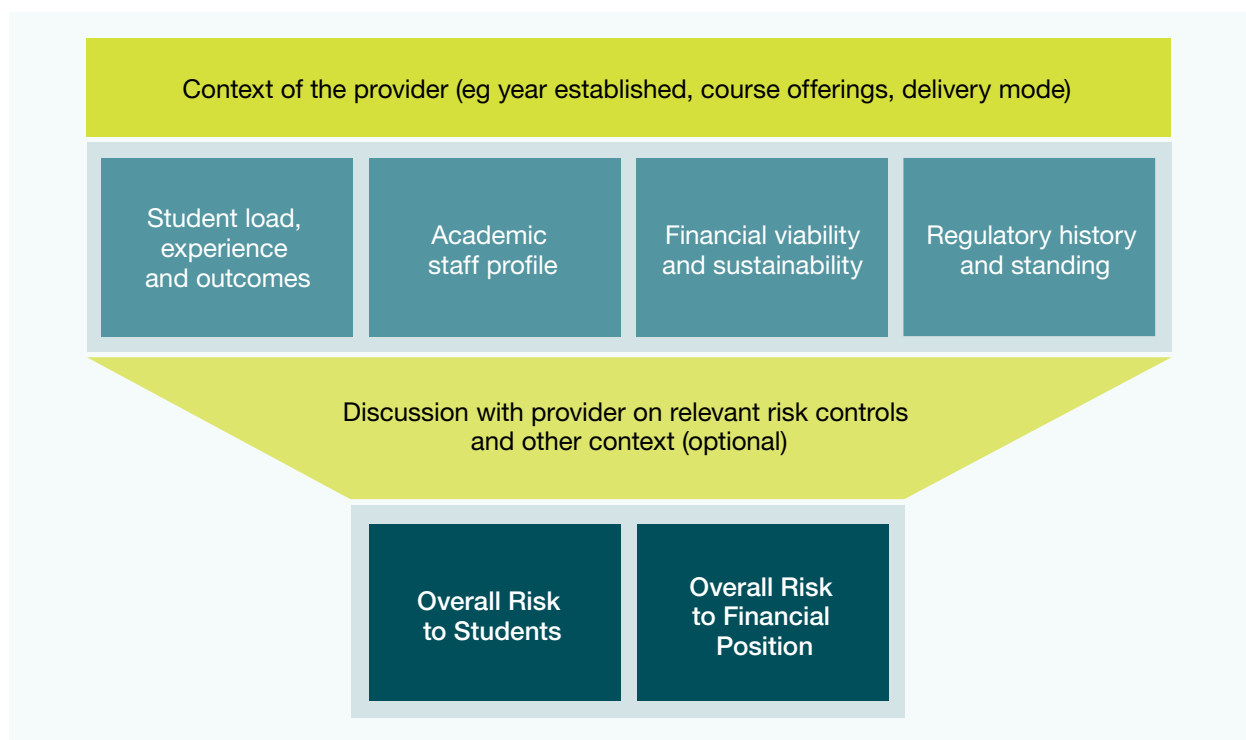 Context of the provider (eg year established, course offerings, delivery mode)
Student load,
experience
and outcomes
Academic
staff profile
Financial viability
and sustainability
Regulatory history
and standing
Discussion with provider on relevant risk controls
and other context (optional)
Overall Risk
to Students
Overall Risk
to Financial
Position